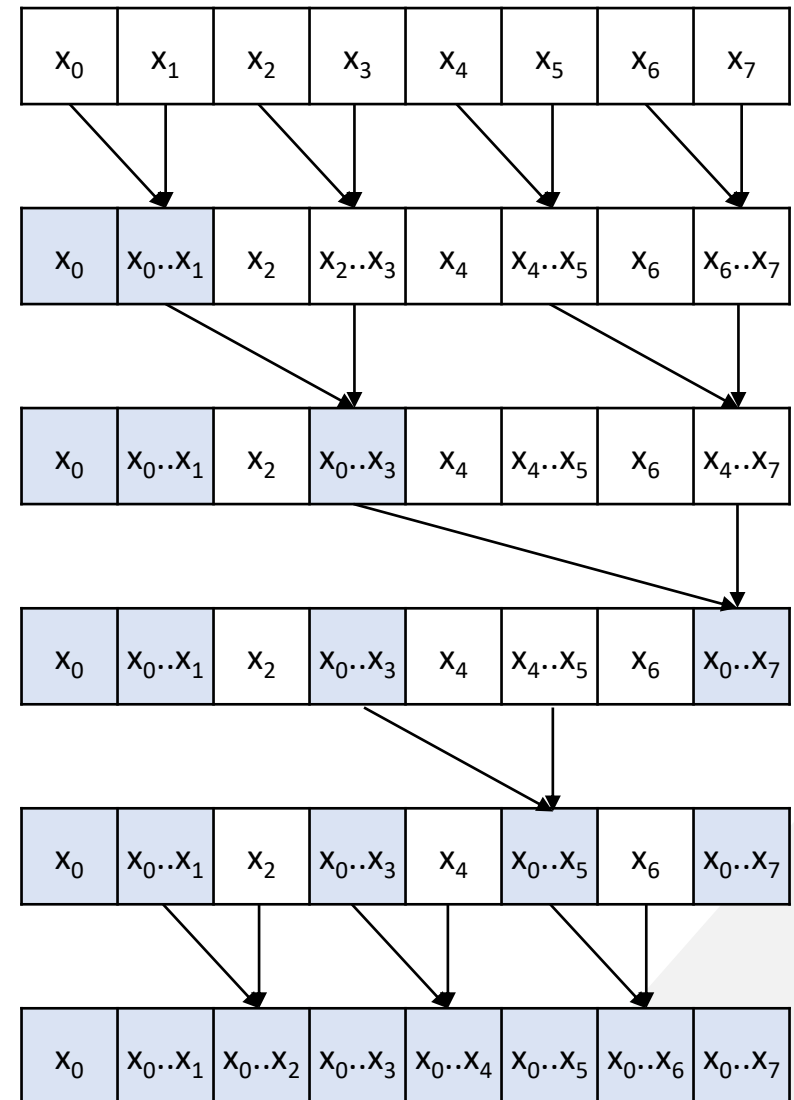 x₀ x₁ x₂ x₃ x₄ x₅ x₆ x₇
x₀ x₀..x₁ x₂ x₂..x₃ x₄ x₄..x₅ x₆ x₆..x₇
x₀ x₀..x₁ x₂ x₀..x₃ x₄ x₄..x₅ x₆ x₄..x₇
x₀ x₀..x₁ x₂ x₀..x₃ x₄ x₄..x₅ x₆ x₀..x₇
x₀ x₀..x₁ x₂ x₀..x₃ x₄ x₀..x₅ x₆ x₀..x₇
x₀ x₀..x₁ x₀..x₂ x₀..x₃ x₀..x₄ x₀..x₅ x₀..x₆ x₀..x₇